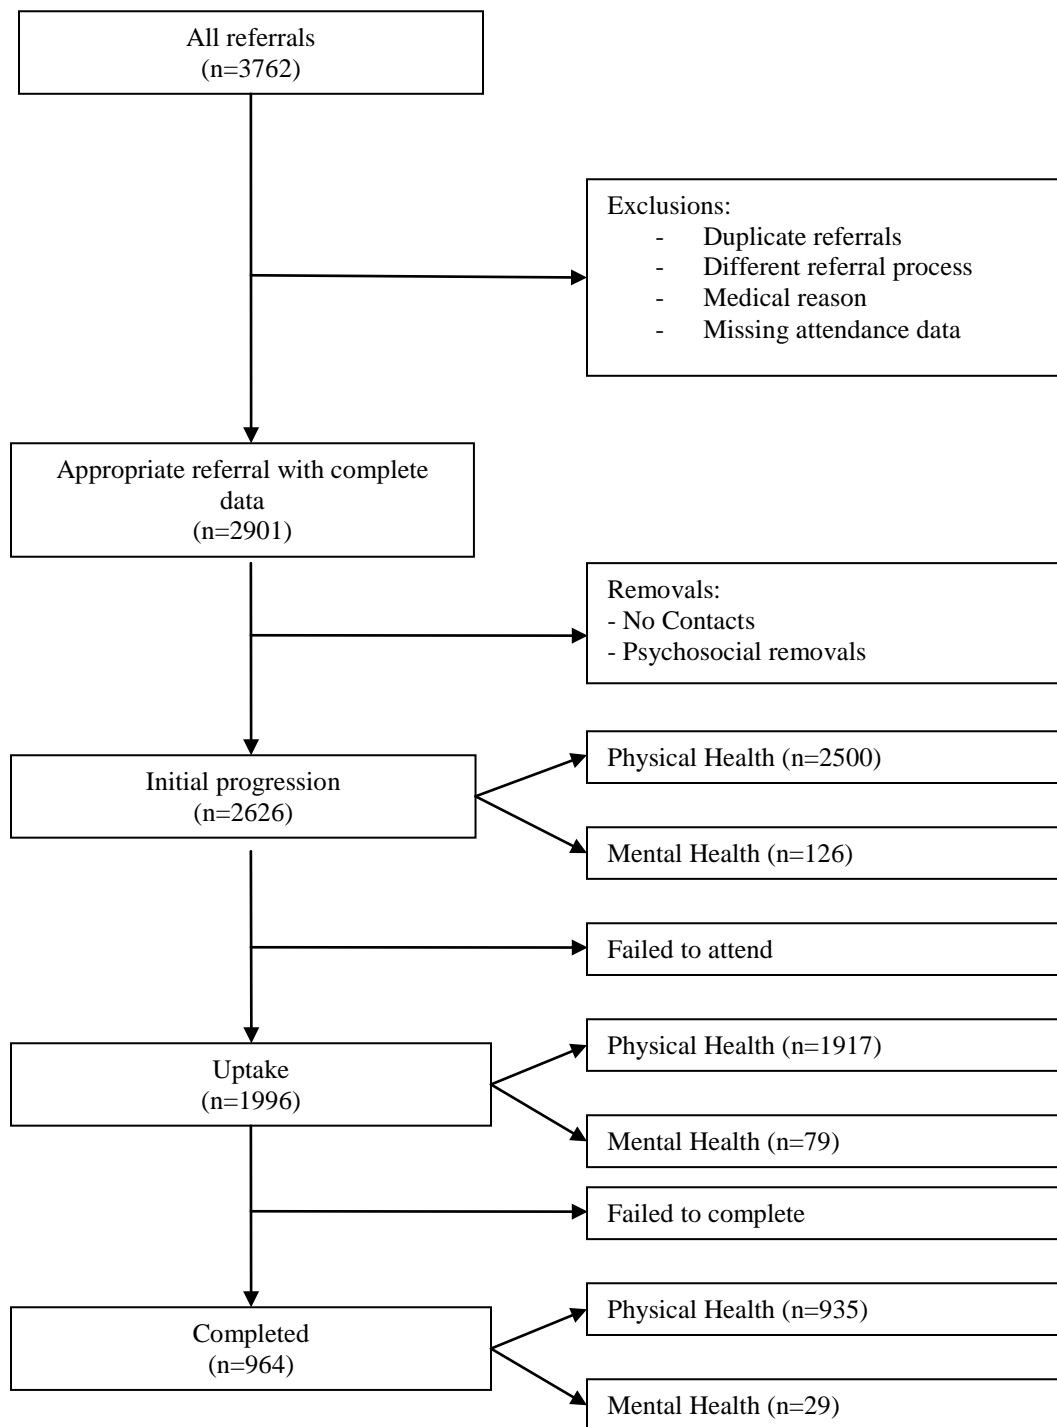 All referrals
(n=3762)
Exclusions:
- Duplicate referrals
- Different referral process
- Medical reason
- Missing attendance data
Appropriate referral with complete
data
(n=2901)
Removals:
- No Contacts
- Psychosocial removals
Initial progression
(n=2626)
Physical Health (n=2500)
Mental Health (n=126)
Failed to attend
Uptake
(n=1996)
Physical Health (n=1917)
Mental Health (n=79)
Failed to complete
Completed
(n=964)
Physical Health (n=935)
Mental Health (n=29)